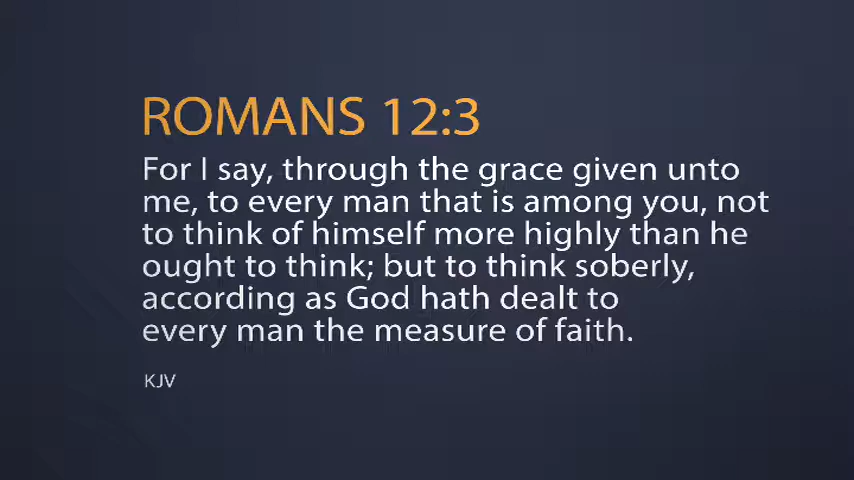 ROMANS 12:3
For I say, through the grace given unto
me, to every man that is among you, not
to think of himself more highly than he
ought to think; but to think soberly,
according as God hath dealt to
every man the measure of faith.
KJV